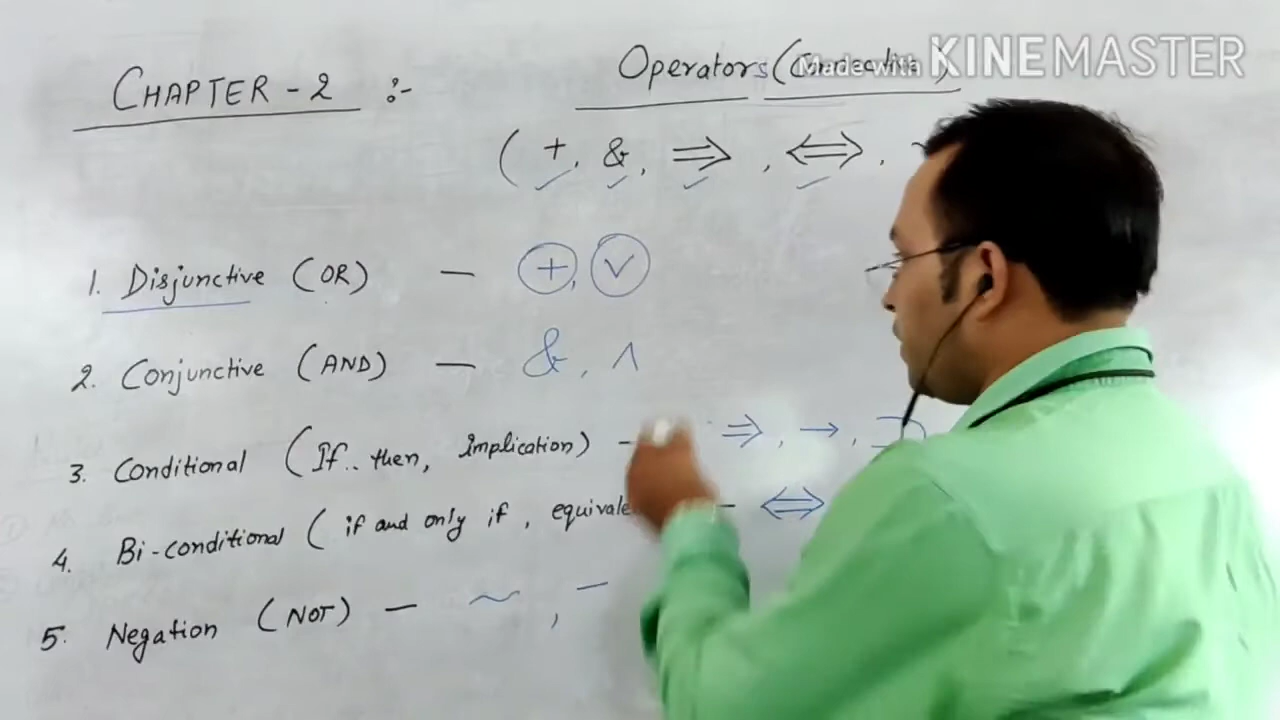 CHAPTER - 2 :- Operators (Connective)
Made with KINEMASTER
( +, &, ⇒, ⇔,
1. Disjunctive (OR) — +, ∨
2. Conjunctive (AND) — &, ∧
3. Conditional (If.. then, Implication) - ⇒, →, ⊃
4. Bi-conditional ( if and only if, - ⇔
5. Negation (NOT) — ~, -